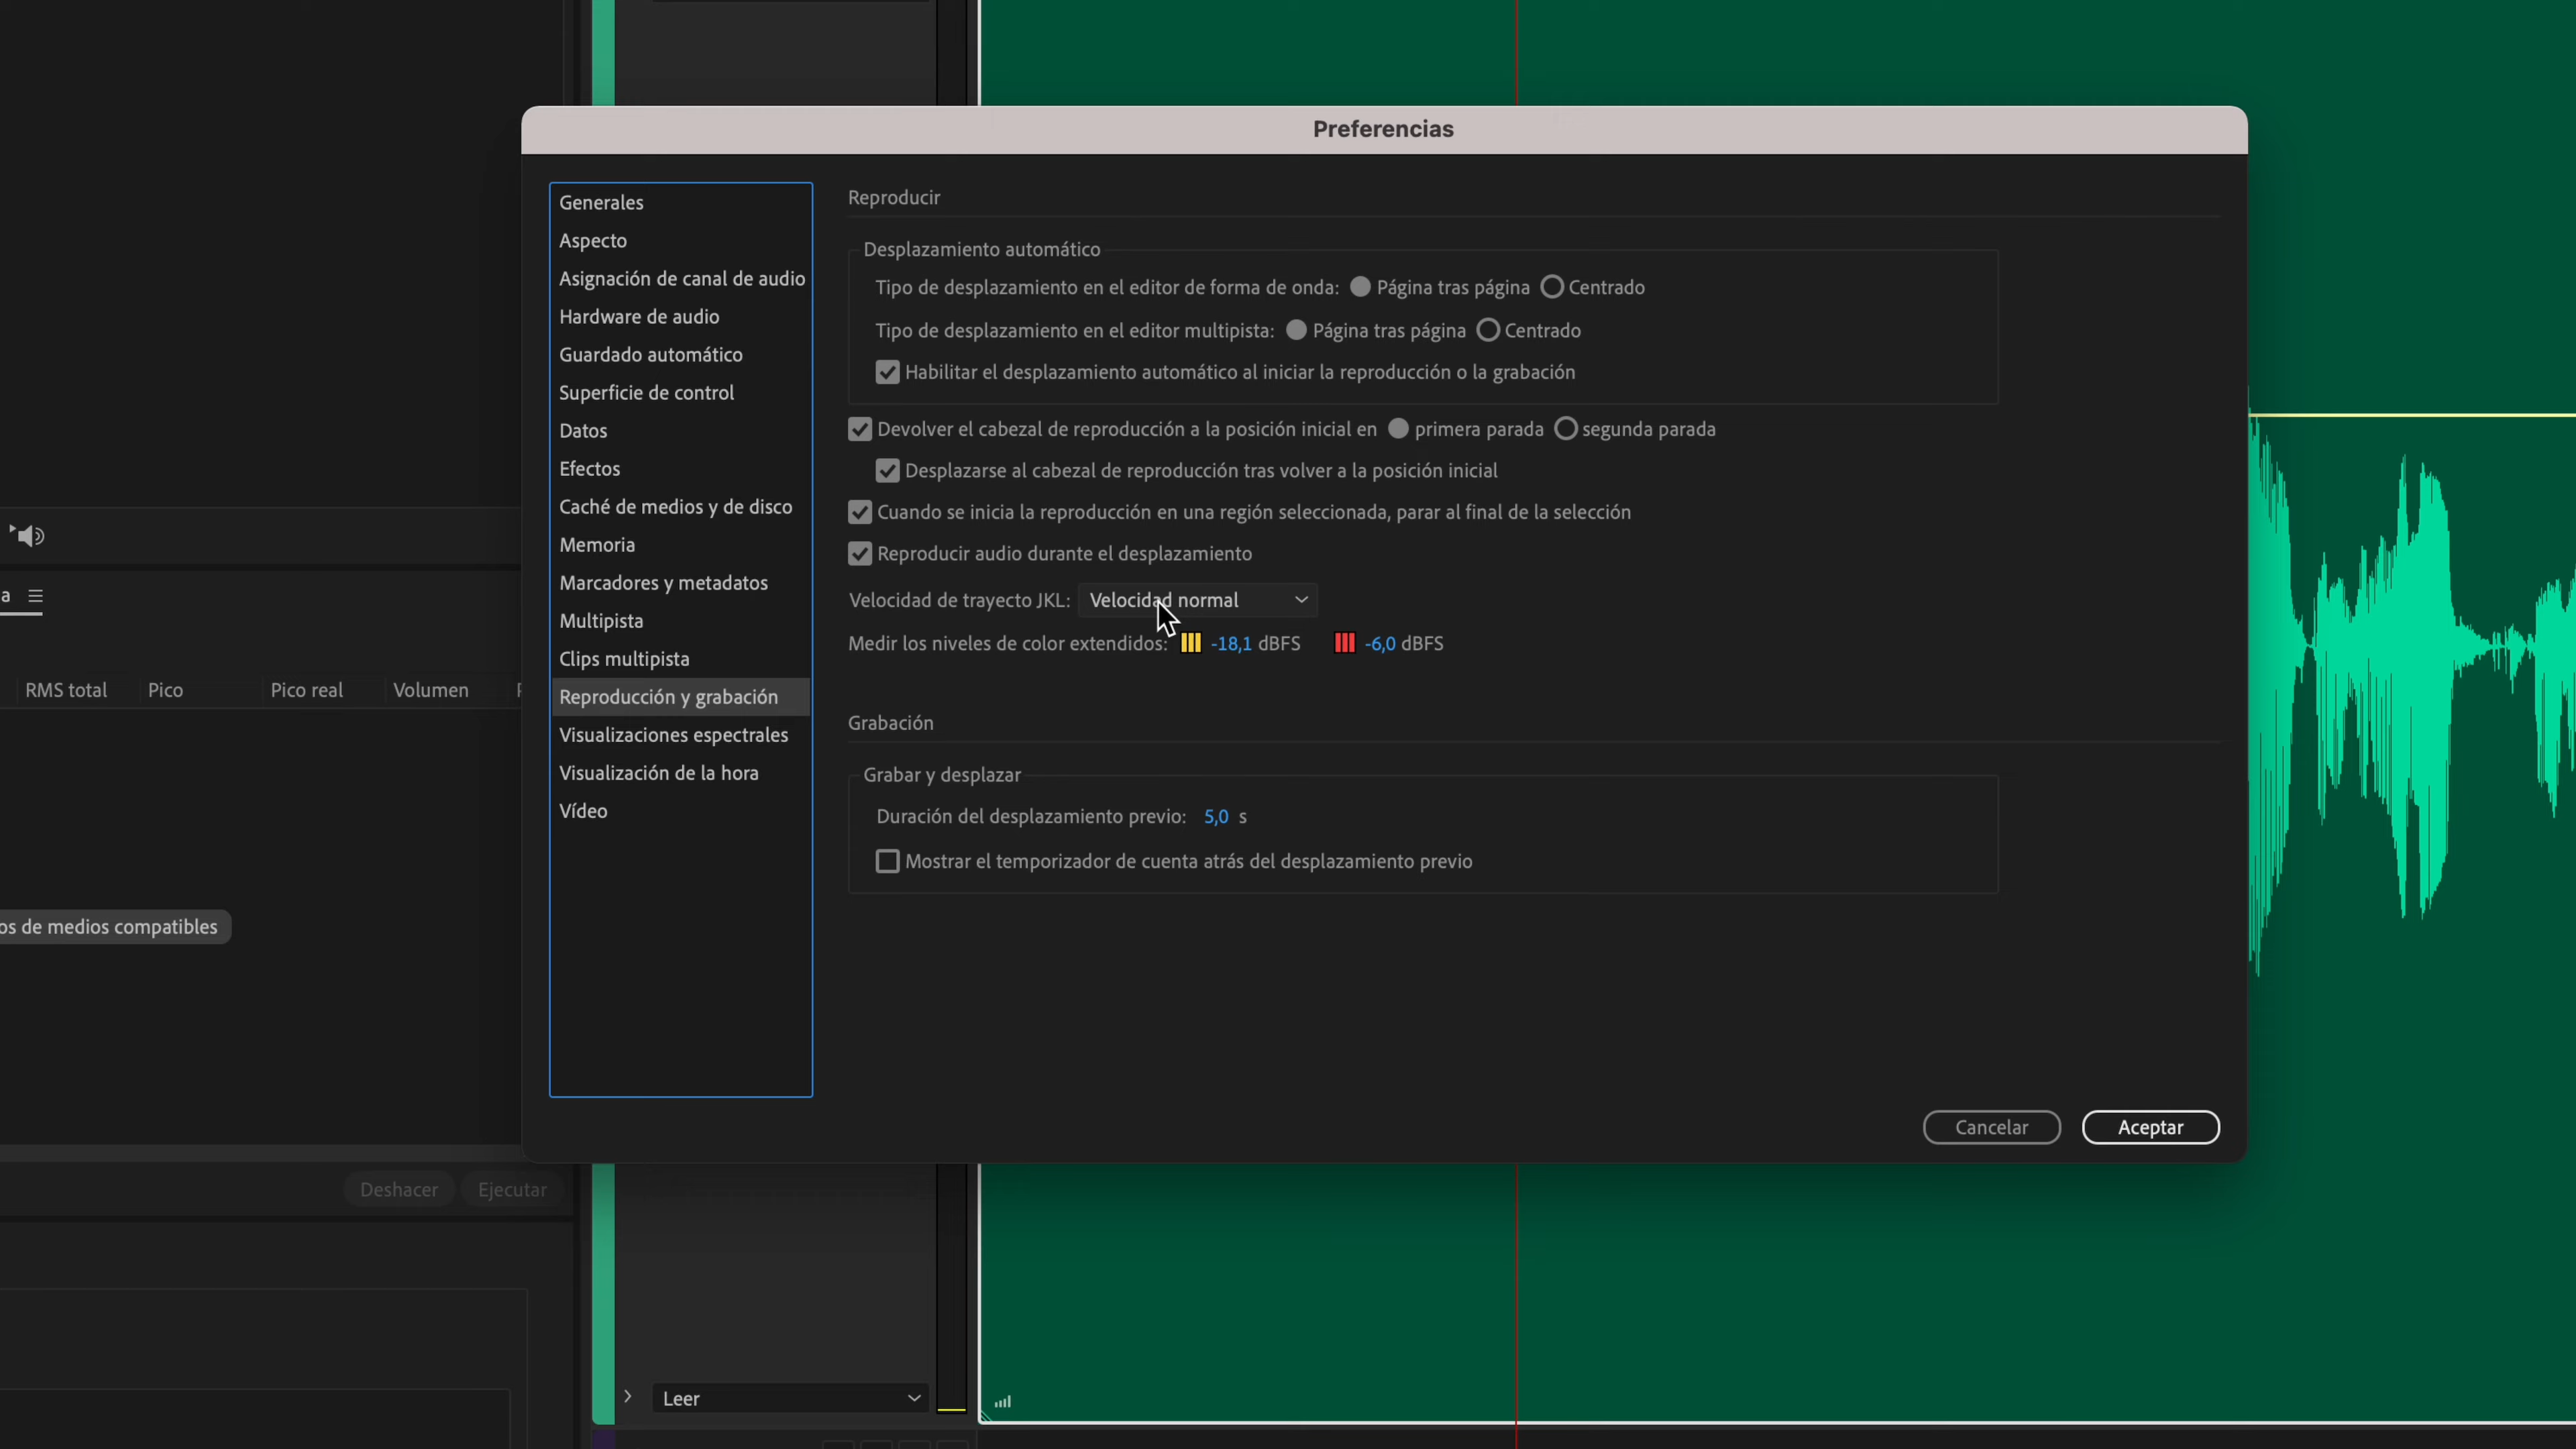 Preferencias
Generales
Aspecto
Asignación de canal de audio
Hardware de audio
Guardado automático
Superficie de control
Datos
Efectos
Caché de medios y de disco
Memoria
Marcadores y metadatos
Multipista
Clips multipista
Reproducción y grabación
Visualizaciones espectrales
Visualización de la hora
Vídeo
Reproducir
Desplazamiento automático
Tipo de desplazamiento en el editor de forma de onda: Página tras página Centrado
Tipo de desplazamiento en el editor multipista: Página tras página Centrado
Habilitar el desplazamiento automático al iniciar la reproducción o la grabación
Devolver el cabezal de reproducción a la posición inicial en primera parada segunda parada
Desplazarse al cabezal de reproducción tras volver a la posición inicial
Cuando se inicia la reproducción en una región seleccionada, parar al final de la selección
Reproducir audio durante el desplazamiento
Velocidad de trayecto JKL: Velocidad normal
Medir los niveles de color extendidos: -18,1 dBFS -6,0 dBFS
Grabación
Grabar y desplazar
Duración del desplazamiento previo: 5,0 s
Mostrar el temporizador de cuenta atrás del desplazamiento previo
Cancelar Aceptar
a
RMS total Pico Pico real Volumen
os de medios compatibles
Deshacer Ejecutar
Leer